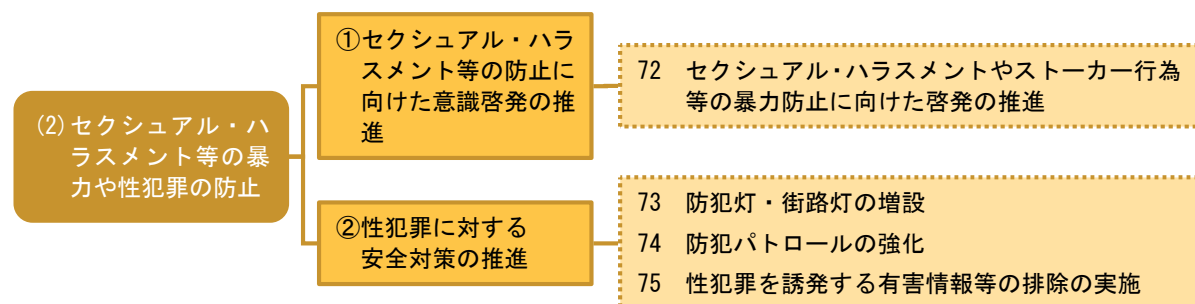 (2)セクシュアル・ハ
ラスメント等の暴
力や性犯罪の防止
①セクシュアル・ハラ
スメント等の防止に
向けた意識啓発の推
進
72 セクシュアル・ハラスメントやストーカー行為
等の暴力防止に向けた啓発の推進
②性犯罪に対する
安全対策の推進
73 防犯灯・街路灯の増設
74 防犯パトロールの強化
75 性犯罪を誘発する有害情報等の排除の実施